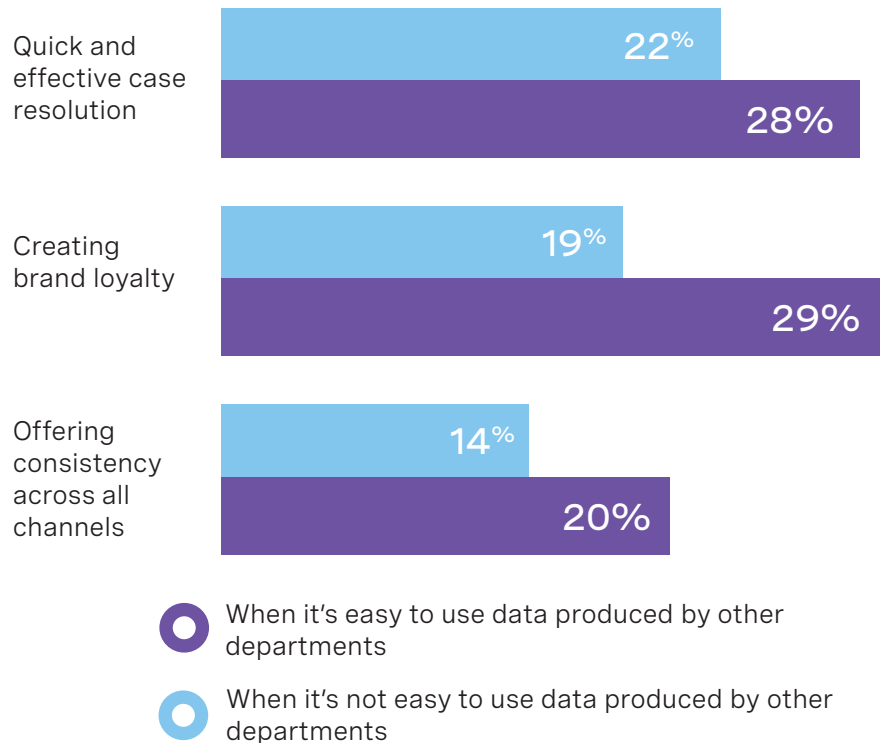 Quick and
effective case
resolution
22%
28%
Creating
brand loyalty
19%
29%
Offering
consistency
across all
channels
14%
20%
When it's easy to use data produced by other
departments
When it's not easy to use data produced by other
departments